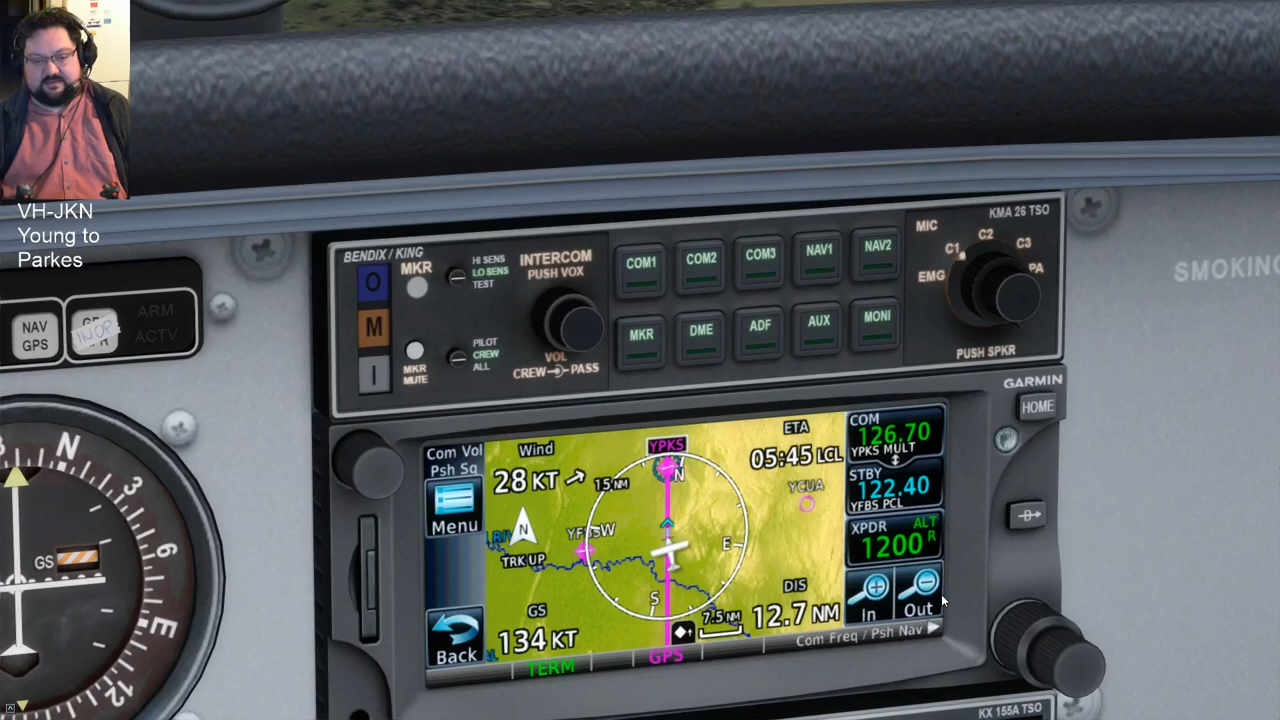 VH-JKN
Young to
Parkes
BENDIX/KING
KMA 26 TSO
O
M
I
MKR
HI SENS
LO SENS
TEST
MKR
MUTE
PILOT
CREW
ALL
INTERCOM
PUSH VOX
VOL
CREW PASS
COM1
COM2
COM3
NAV1
NAV2
MKR
DME
ADF
AUX
MONI
MIC
EMG
C1
C2
C3
PA
PUSH SPKR
SMOKING
NAV
GPS
INOP
ARM
ACTV
N
3
6
E
12
GS
GARMIN
HOME
Com Vol
Psh Sq
Menu
Back
Wind
28 KT
N
TRK UP
GS
134 KT
YPKS
15 NM
N
E
S
W
YFBS
YCUA
ETA
05:45 LCL
DIS
12.7 NM
7.5 NM
COM
126.70
YPKS MULT
STBY
122.40
YFBS PCL
XPDR ALT
1200 R
In
Out
TERM
GPS
Com Freq / Psh Nav
KX 155A TSO